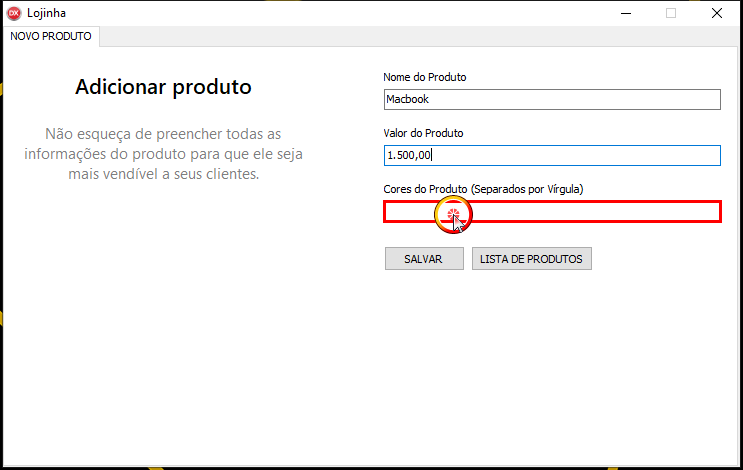 DX Lojinha
NOVO PRODUTO
Adicionar produto
Não esqueça de preencher todas as
informações do produto para que ele seja
mais vendível a seus clientes.
Nome do Produto
Macbook
Valor do Produto
1.500,00
Cores do Produto (Separados por Vírgula)
SALVAR
LISTA DE PRODUTOS